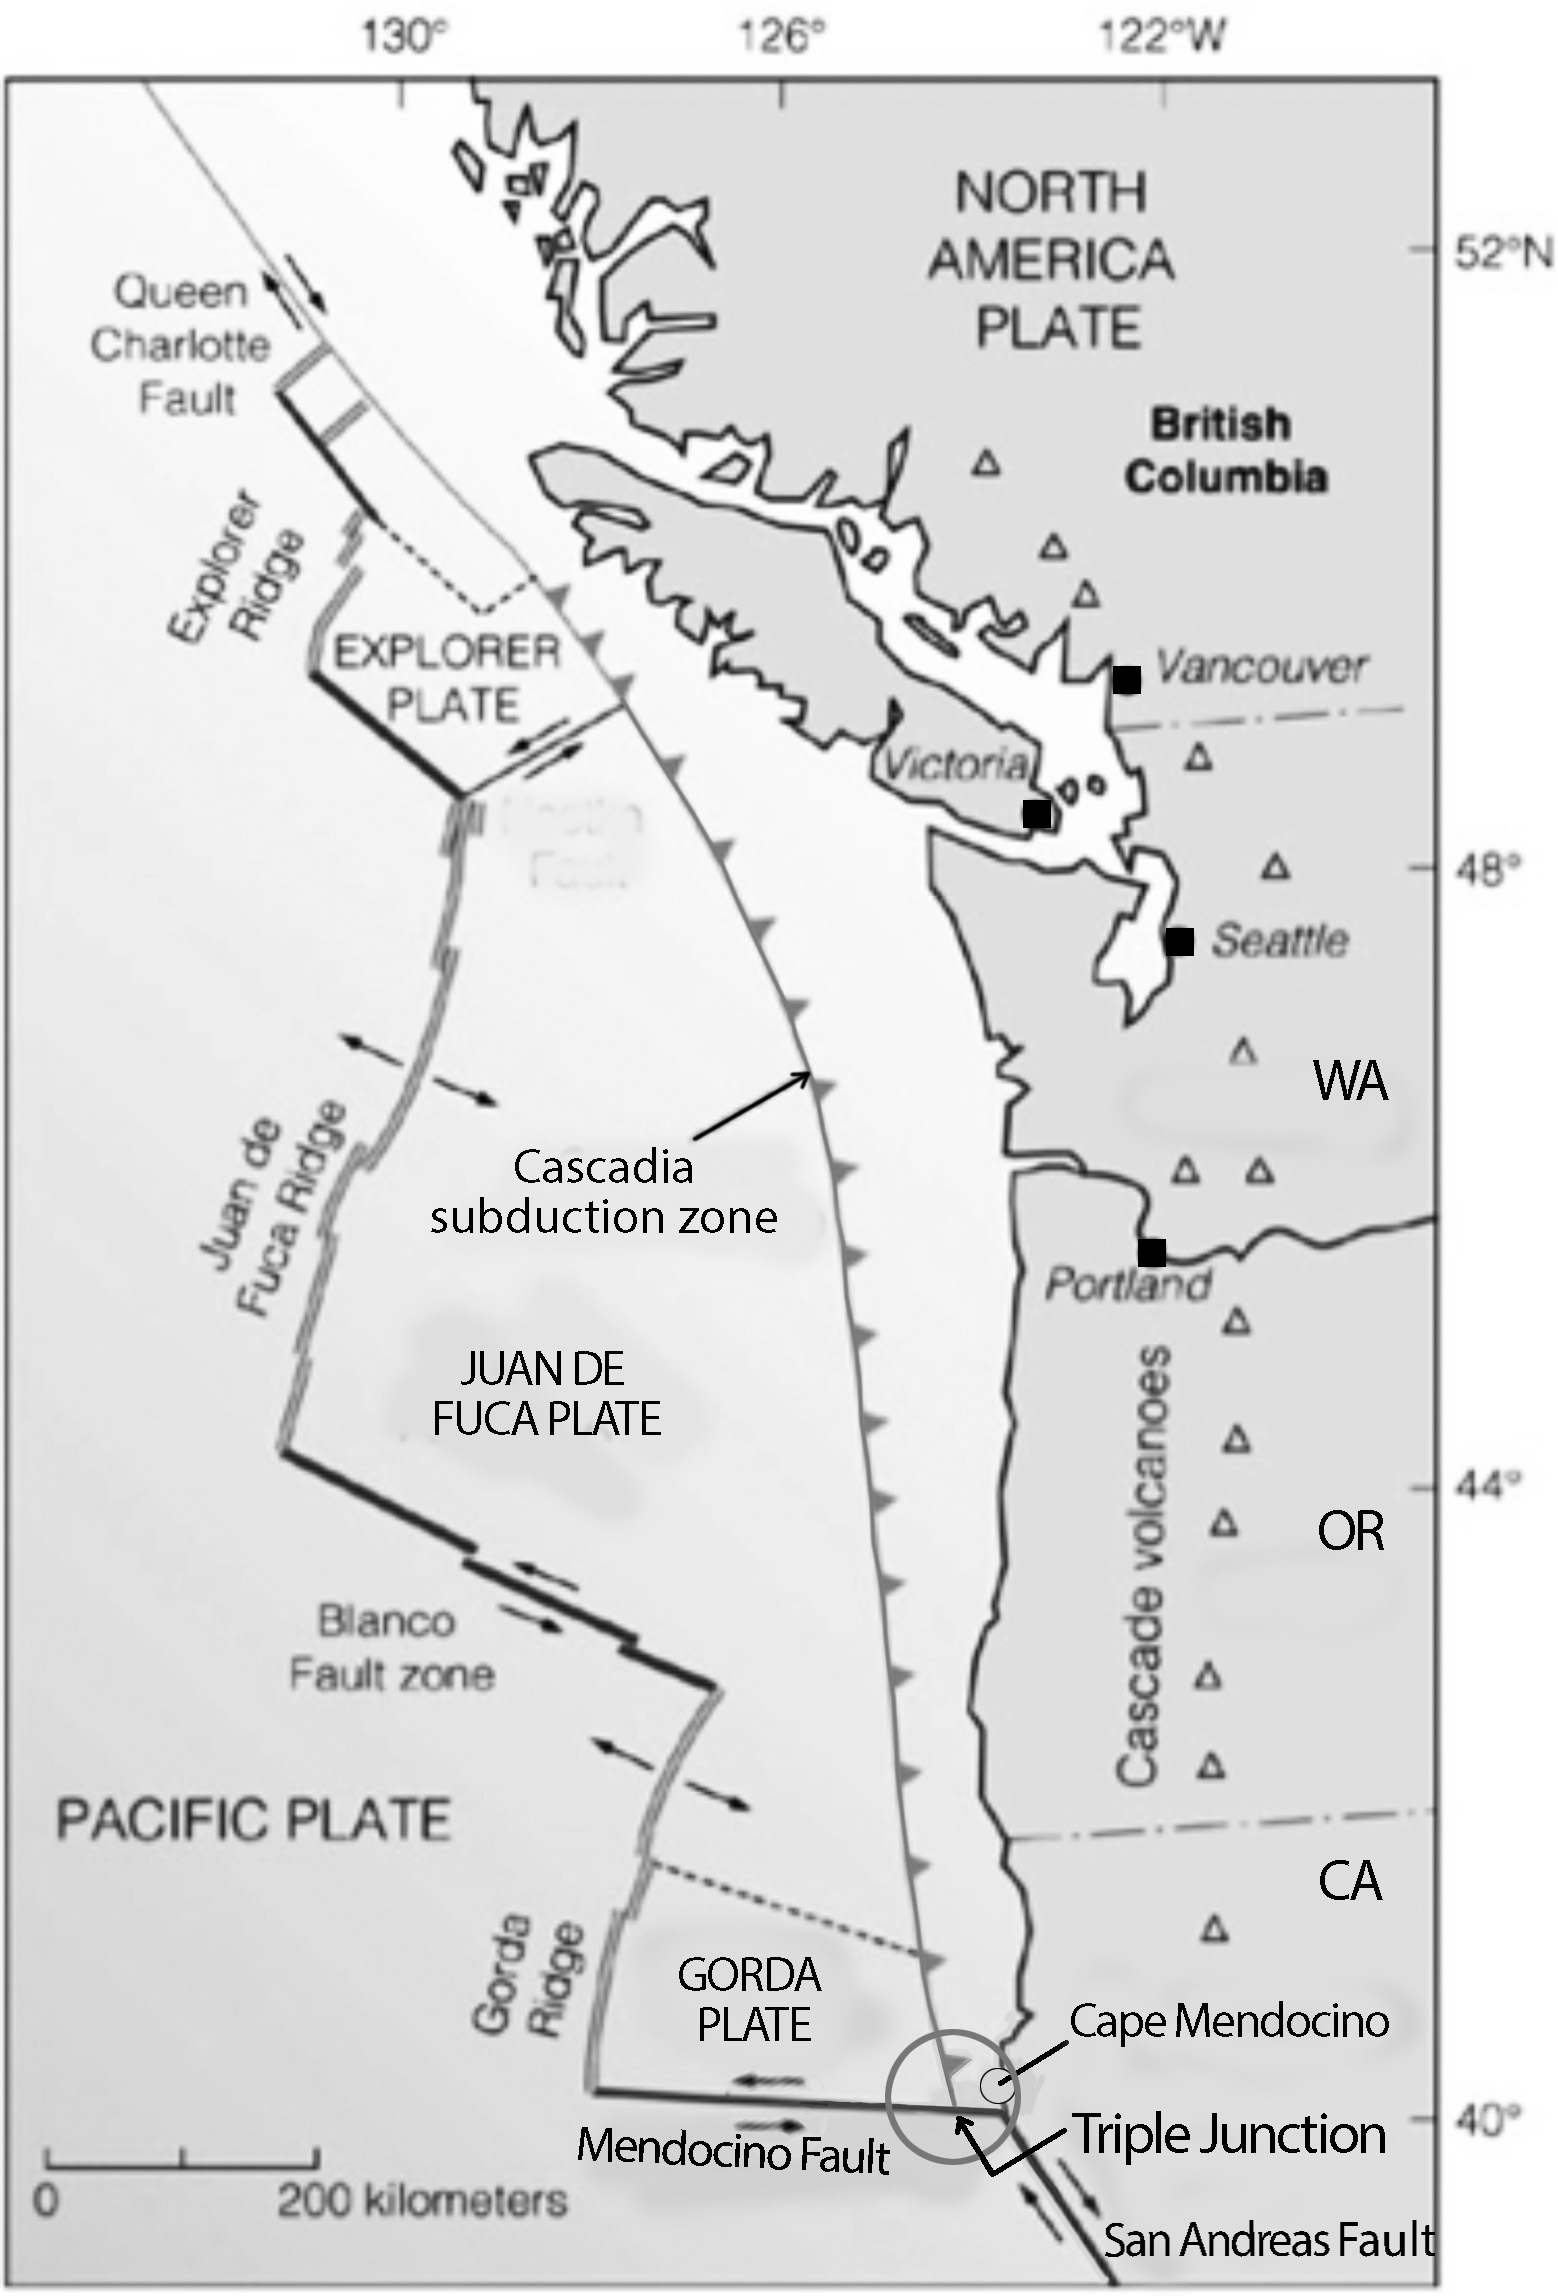 130° 126° 122°W
NORTH
AMERICA
PLATE
52°N
Queen
Charlotte
Fault
British
Columbia
Explorer
Ridge
EXPLORER
PLATE
Vancouver
Victoria
Fault
48°
Seattle
WA
Cascadia
subduction zone
Juan de
Fuca Ridge
Portland
JUAN DE
FUCA PLATE
Cascade volcanoes
44°
OR
Blanco
Fault zone
PACIFIC PLATE
CA
Gorda
Ridge
GORDA
PLATE
Cape Mendocino
Mendocino Fault
Triple Junction
40°
0 200 kilometers
San Andreas Fault